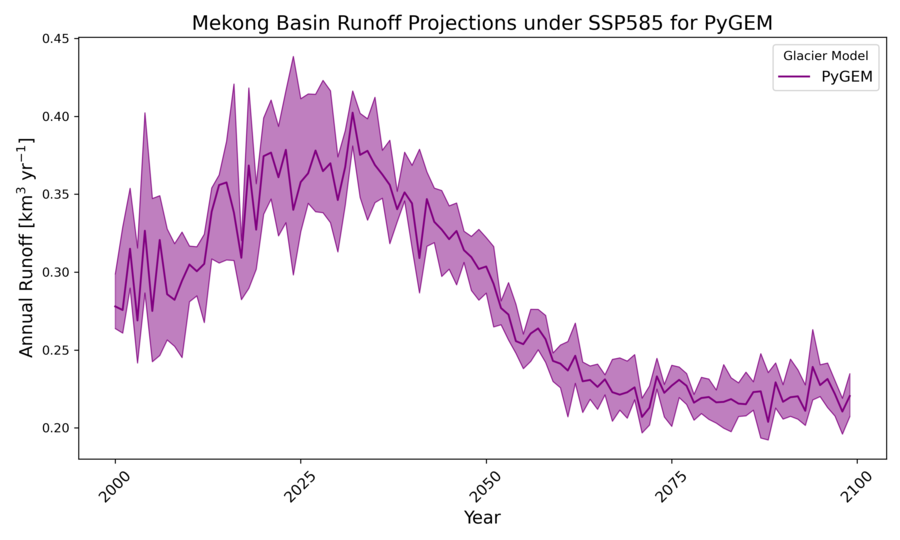 Mekong Basin Runoff Projections under SSP585 for PyGEM
Glacier Model
PyGEM
Annual Runoff [km³ yr⁻¹]
0.45
0.40
0.35
0.30
0.25
0.20
2000
2025
2050
2075
2100
Year